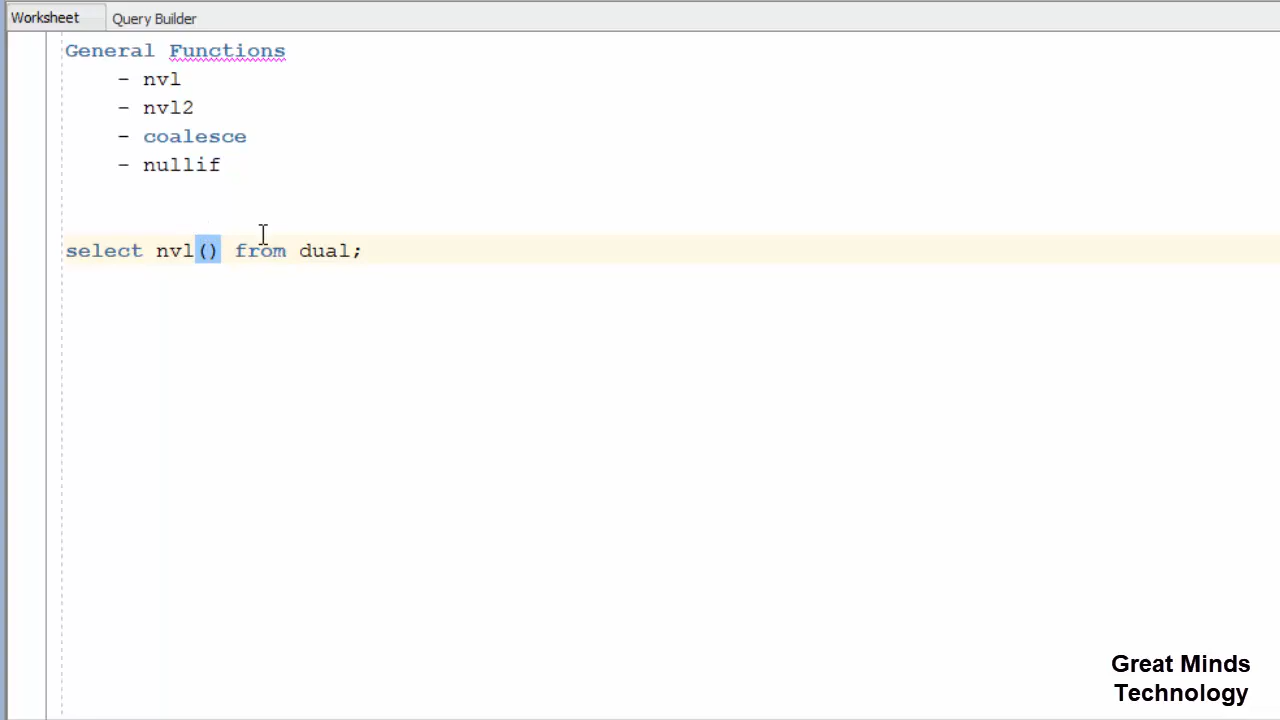 Worksheet Query Builder
General Functions
- nvl
- nvl2
- coalesce
- nullif
select nvl() from dual;
Great Minds
Technology